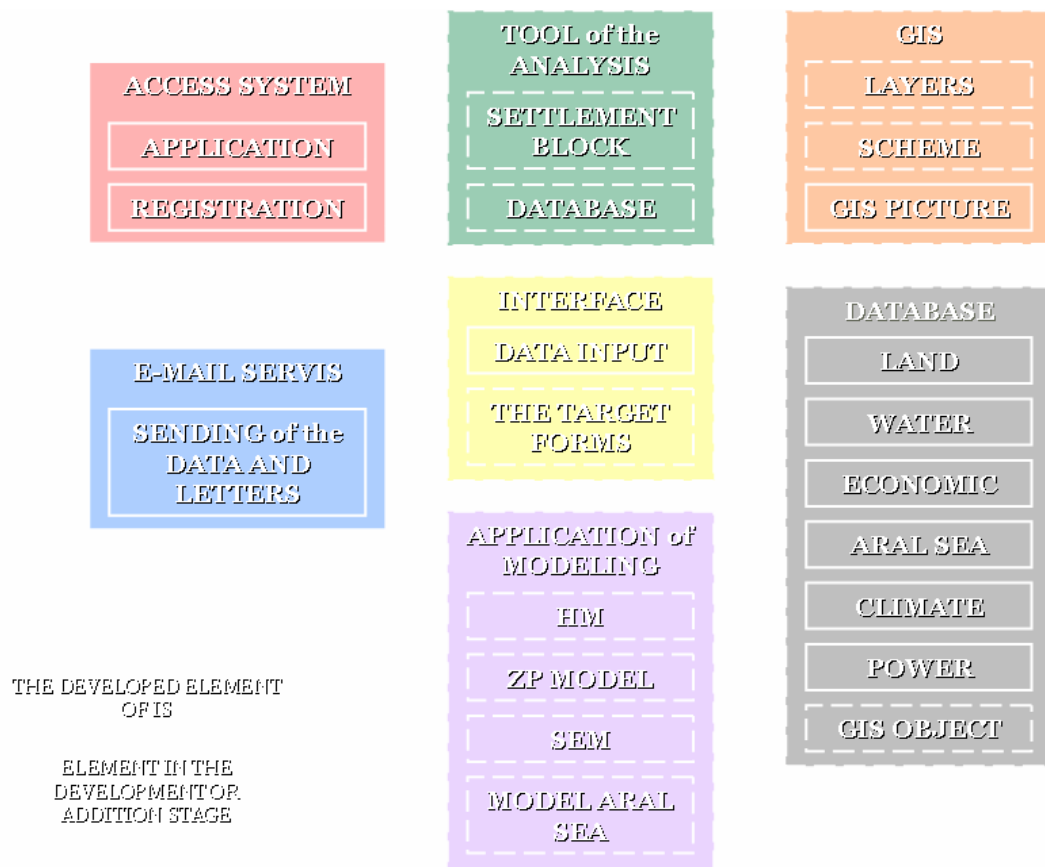 ACCESS SYSTEM
APPLICATION
REGISTRATION
E-MAIL SERVIS
SENDING of the
DATA AND
LETTERS
THE DEVELOPED ELEMENT
OF IS
ELEMENT IN THE
DEVELOPMENT OR
ADDITION STAGE
TOOL of the
ANALYSIS
SETTLEMENT
BLOCK
DATABASE
INTERFACE
DATA INPUT
THE TARGET
FORMS
APPLICATION of
MODELING
HM
ZP MODEL
SEM
MODEL ARAL
SEA
GIS
LAYERS
SCHEME
GIS PICTURE
DATABASE
LAND
WATER
ECONOMIC
ARAL SEA
CLIMATE
POWER
GIS OBJECT